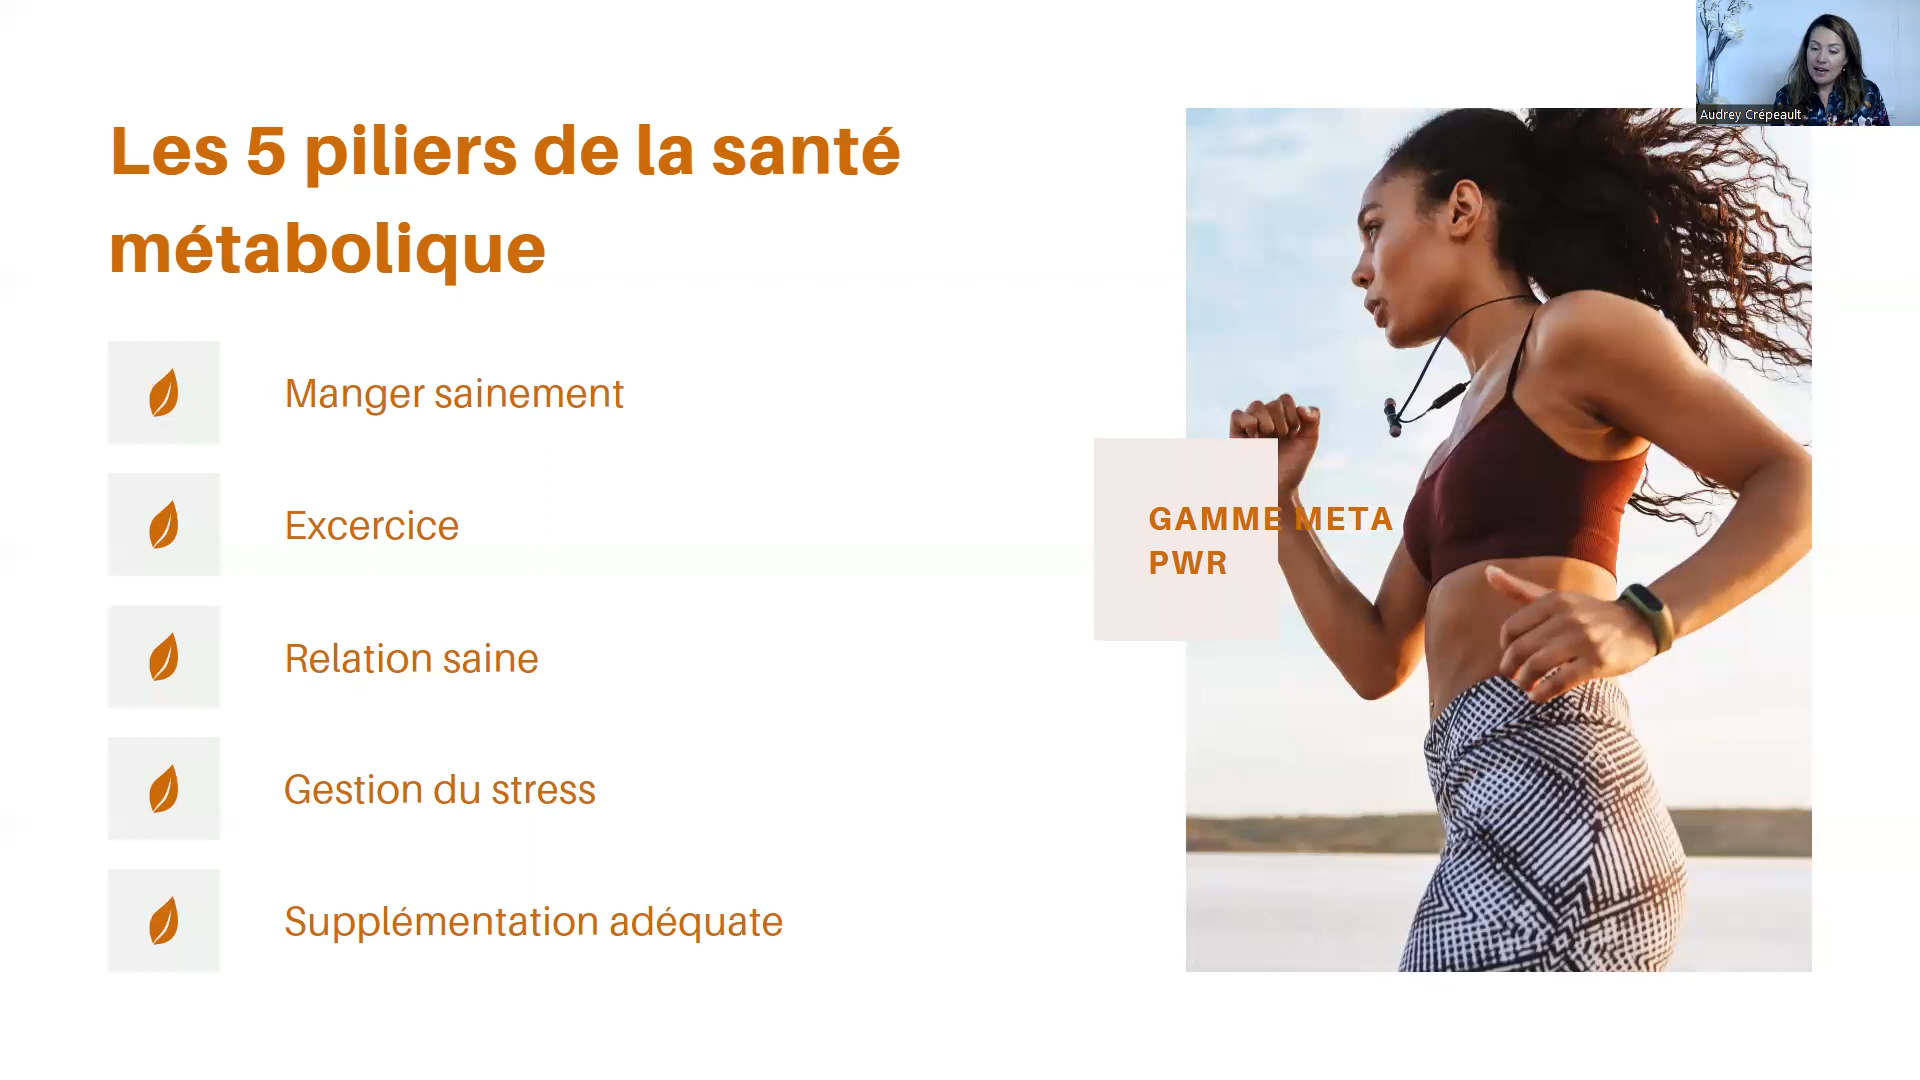 Audrey Crépeault
Les 5 piliers de la santé
métabolique
Manger sainement
Excercice
Relation saine
Gestion du stress
Supplémentation adéquate
GAMME META
PWR